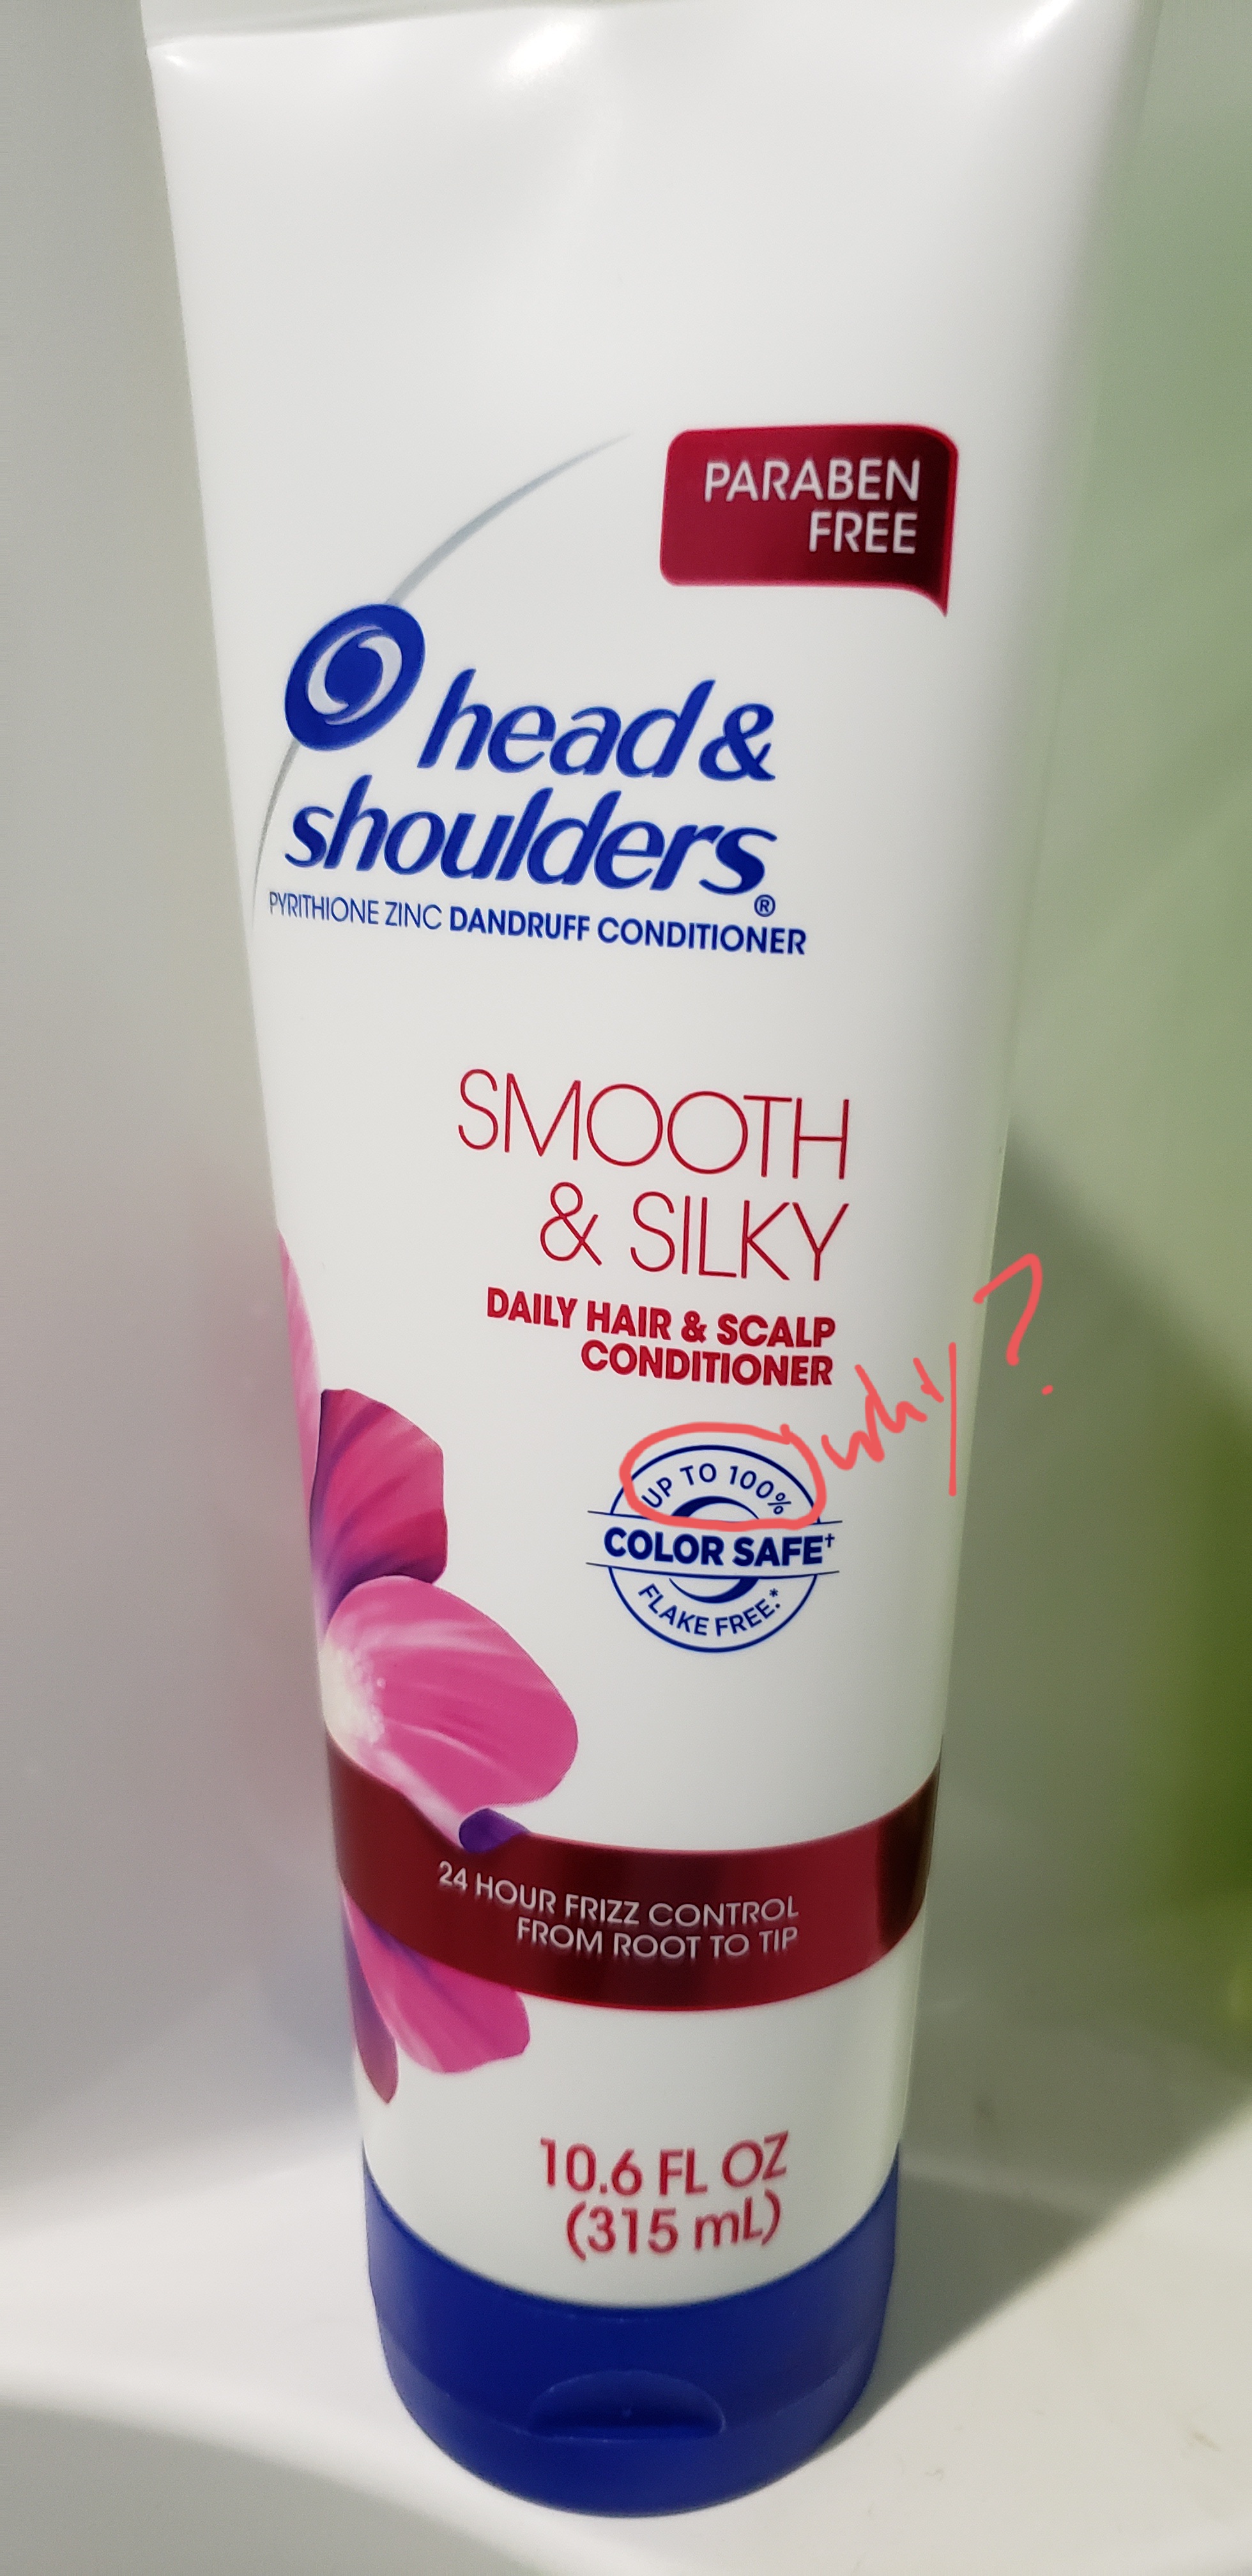 PARABEN
FREE
head &
shoulders®
PYRITHIONE ZINC DANDRUFF CONDITIONER
SMOOTH
& SILKY
DAILY HAIR & SCALP
CONDITIONER
why?
UP TO 100%
COLOR SAFE†
FLAKE FREE.*
24 HOUR FRIZZ CONTROL
FROM ROOT TO TIP
10.6 FL OZ
(315 mL)